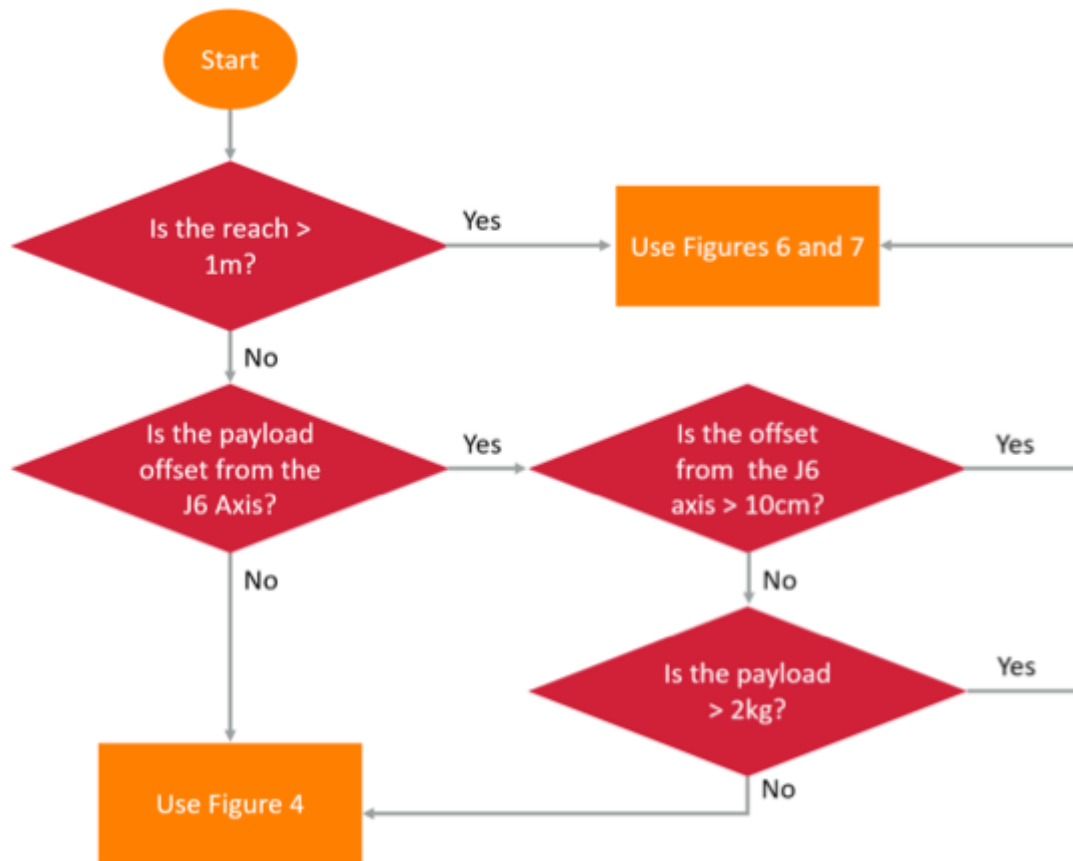 Start
Is the reach >
1m?
Yes
Use Figures 6 and 7
No
Is the payload
offset from the
J6 Axis?
Yes
Is the offset
from the J6
axis > 10cm?
Yes
No
No
Is the payload
> 2kg?
Yes
No
Use Figure 4